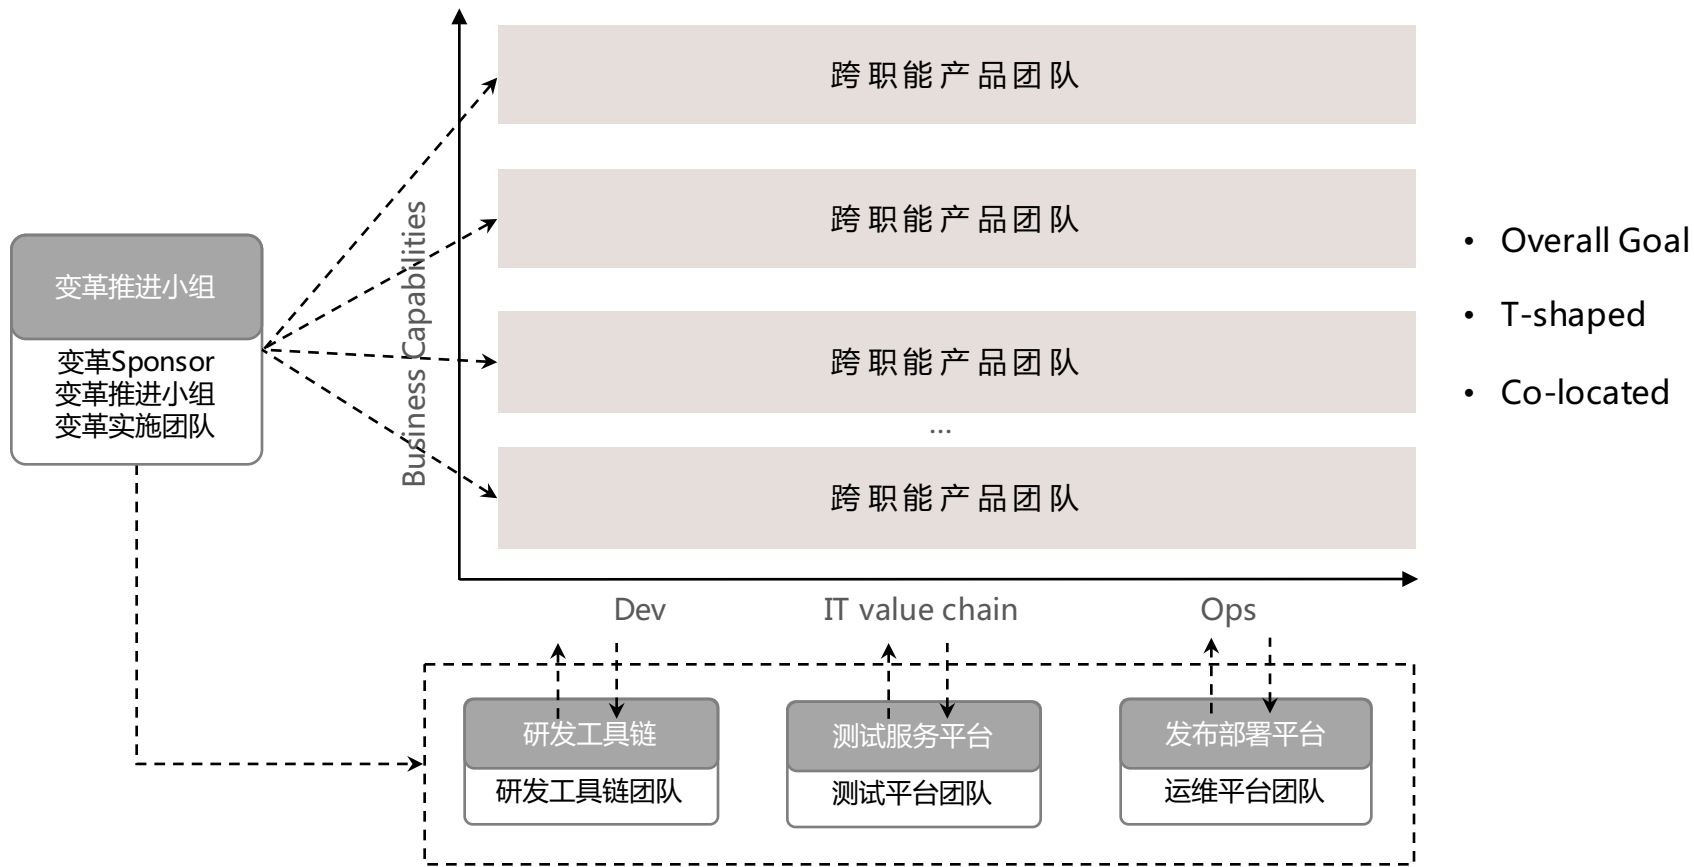 变革推进小组
变革Sponsor
变革推进小组
变革实施团队
Business Capabilities
跨职能产品团队
跨职能产品团队
跨职能产品团队
...
跨职能产品团队
• Overall Goal
• T-shaped
• Co-located
Dev
IT value chain
Ops
研发工具链
研发工具链团队
测试服务平台
测试平台团队
发布部署平台
运维平台团队